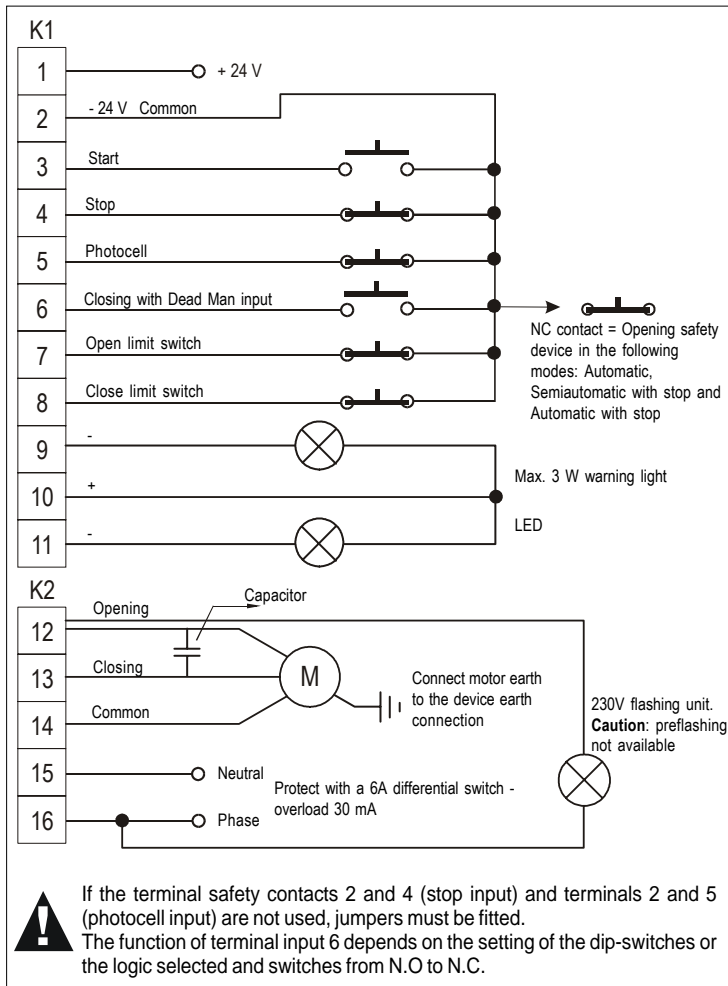 K1
1
+ 24 V
2
- 24 V Common
3
Start
4
Stop
5
Photocell
6
Closing with Dead Man input
7
Open limit switch
8
Close limit switch
NC contact = Opening safety
device in the following
modes: Automatic,
Semiautomatic with stop and
Automatic with stop
9
-
10
+
11
-
Max. 3 W warning light
LED
K2
12
Opening
Capacitor
13
Closing
M
14
Common
Connect motor earth
to the device earth
connection
230V flashing unit.
Caution: preflashing
not available
15
Neutral
16
Phase
Protect with a 6A differential switch -
overload 30 mA
!
If the terminal safety contacts 2 and 4 (stop input) and terminals 2 and 5
(photocell input) are not used, jumpers must be fitted.
The function of terminal input 6 depends on the setting of the dip-switches or
the logic selected and switches from N.O to N.C.